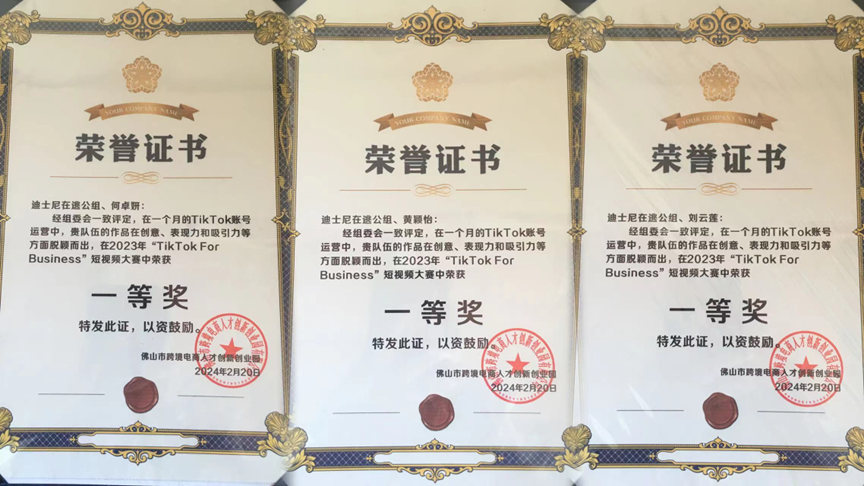 YOUR COMPANY NAME
荣誉证书
迪士尼在逃公组、何卓妍：
经组委会一致评定，在一个月的TikTok账号
运营中，贵队伍的作品在创意、表现力和吸引力等
方面脱颖而出，在2023年“TikTok For
Business”短视频大赛中荣获
一等奖
特发此证，以资鼓励。
佛山市跨境电商人才创新创业园
2024年2月20日
YOUR COMPANY NAME
荣誉证书
迪士尼在逃公组、黄颖怡：
经组委会一致评定，在一个月的TikTok账号
运营中，贵队伍的作品在创意、表现力和吸引力等
方面脱颖而出，在2023年“TikTok For
Business”短视频大赛中荣获
一等奖
特发此证，以资鼓励。
佛山市跨境电商人才创新创业园
2024年2月20日
YOUR COMPANY NAME
荣誉证书
迪士尼在逃公组、刘云莲：
经组委会一致评定，在一个月的TikTok账号
运营中，贵队伍的作品在创意、表现力和吸引力等
方面脱颖而出，在2023年“TikTok For
Business”短视频大赛中荣获
一等奖
特发此证，以资鼓励。
佛山市跨境电商人才创新创业园
2024年2月20日